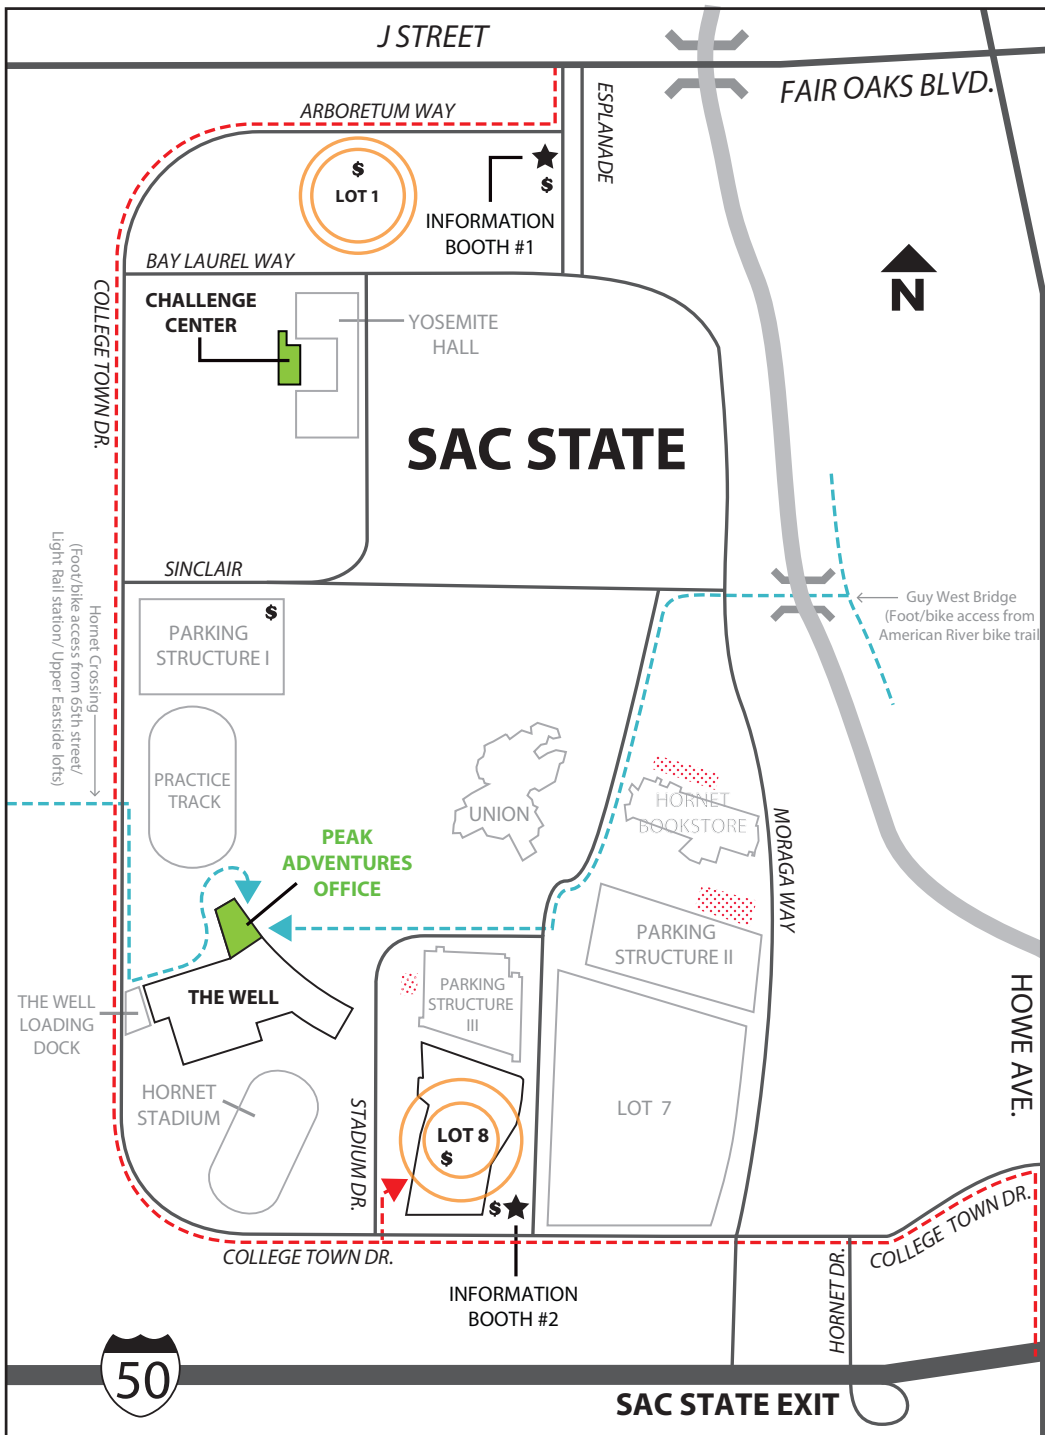 J STREET
FAIR OAKS BLVD.
ARBORETUM WAY
ESPLANADE
$
LOT 1
$
INFORMATION
BOOTH #1
BAY LAUREL WAY
N
CHALLENGE
CENTER
COLLEGE TOWN DR.
YOSEMITE
HALL
SAC STATE
SINCLAIR
Hornet Crossing
(Foot/bike access from 65th street/
Light Rail station/ Upper Eastside lofts)
$
PARKING
STRUCTURE I
Guy West Bridge
(Foot/bike access from
American River bike trail
PRACTICE
TRACK
UNION
HORNET
BOOKSTORE
MORAGA WAY
PEAK
ADVENTURES
OFFICE
PARKING
STRUCTURE II
THE WELL
THE WELL
LOADING
DOCK
PARKING
STRUCTURE
III
HOWE AVE.
HORNET
STADIUM
STADIUM DR.
LOT 8
$
LOT 7
$
COLLEGE TOWN DR.
COLLEGE TOWN DR.
INFORMATION
BOOTH #2
HORNET DR.
50
SAC STATE EXIT